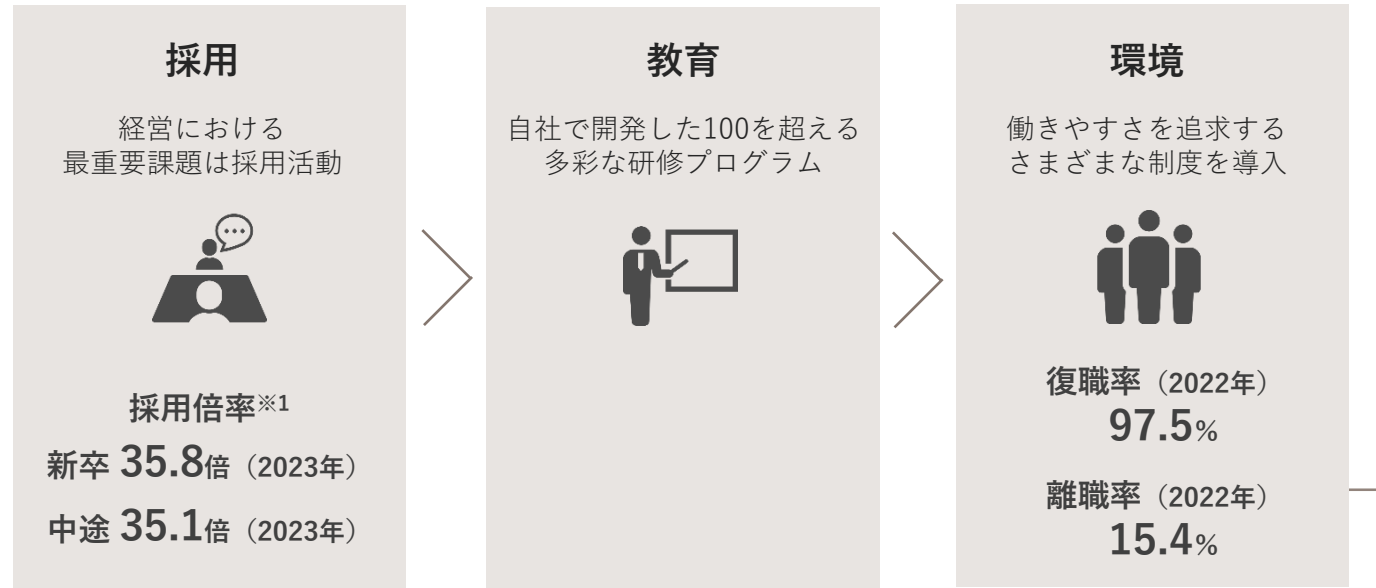 採用
経営における
最重要課題は採用活動
採用倍率※1
新卒 35.8倍（2023年）
中途 35.1倍（2023年）
教育
自社で開発した100を超える
多彩な研修プログラム
環境
働きやすさを追求する
さまざまな制度を導入
復職率（2022年）
97.5%
離職率（2022年）
15.4%